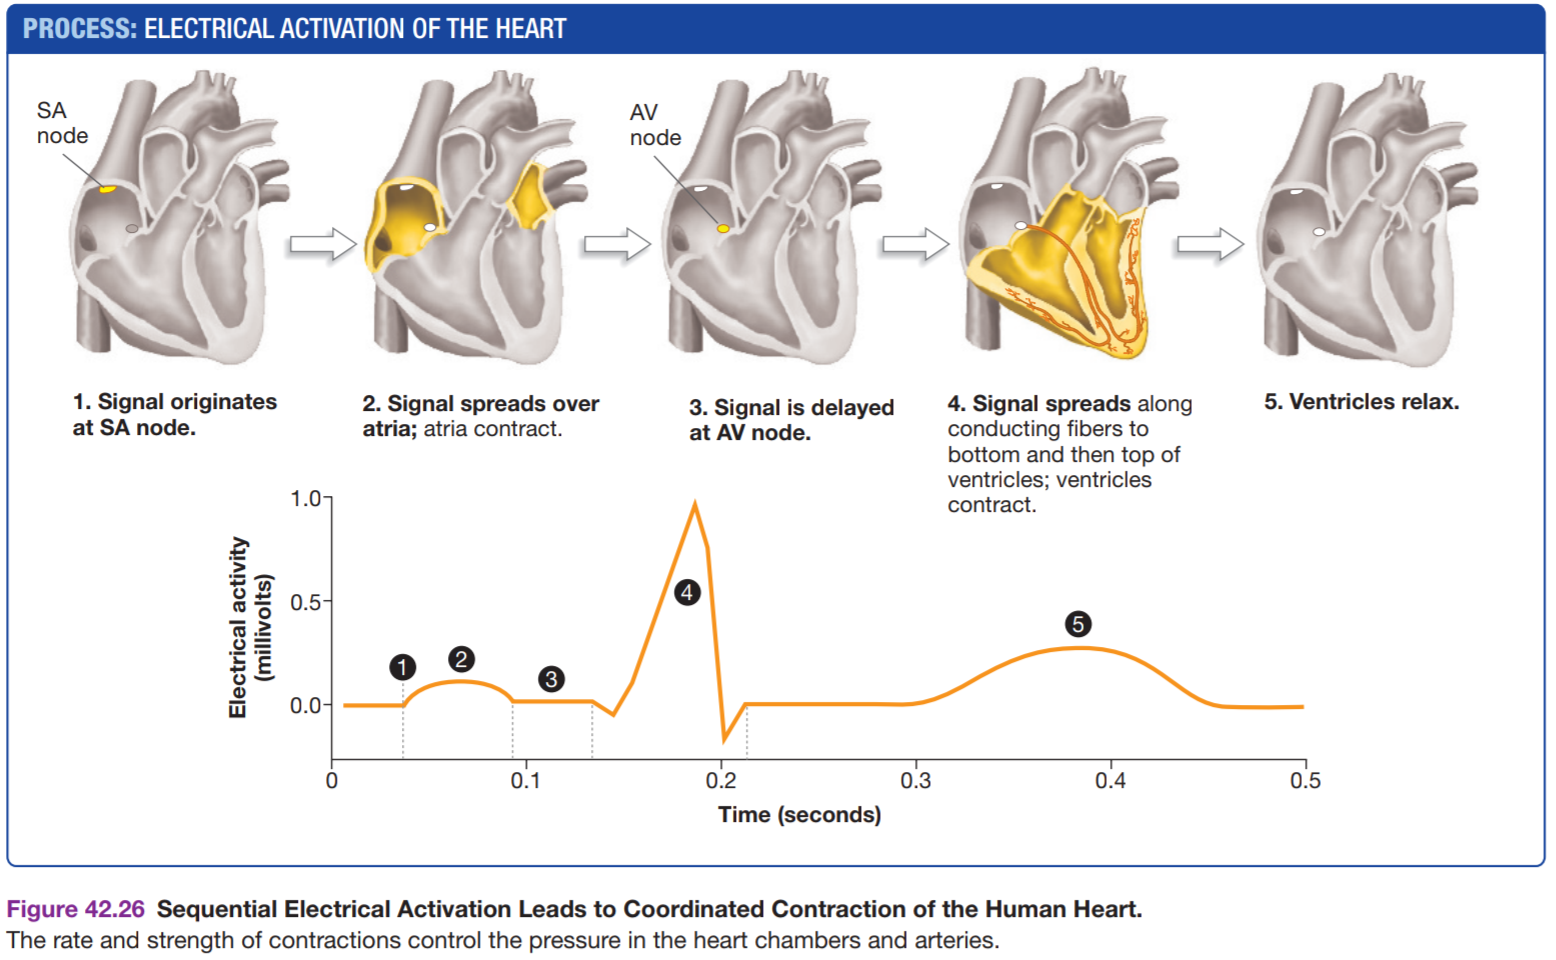 PROCESS: ELECTRICAL ACTIVATION OF THE HEART
SA
node
AV
node
1. Signal originates
at SA node.
2. Signal spreads over
atria; atria contract.
3. Signal is delayed
at AV node.
4. Signal spreads along
conducting fibers to
bottom and then top of
ventricles; ventricles
contract.
5. Ventricles relax.
Electrical activity
(millivolts)
1.0
0.5
0.0
1
2
3
4
5
0
0.1
0.2
0.3
0.4
0.5
Time (seconds)
Figure 42.26 Sequential Electrical Activation Leads to Coordinated Contraction of the Human Heart.
The rate and strength of contractions control the pressure in the heart chambers and arteries.